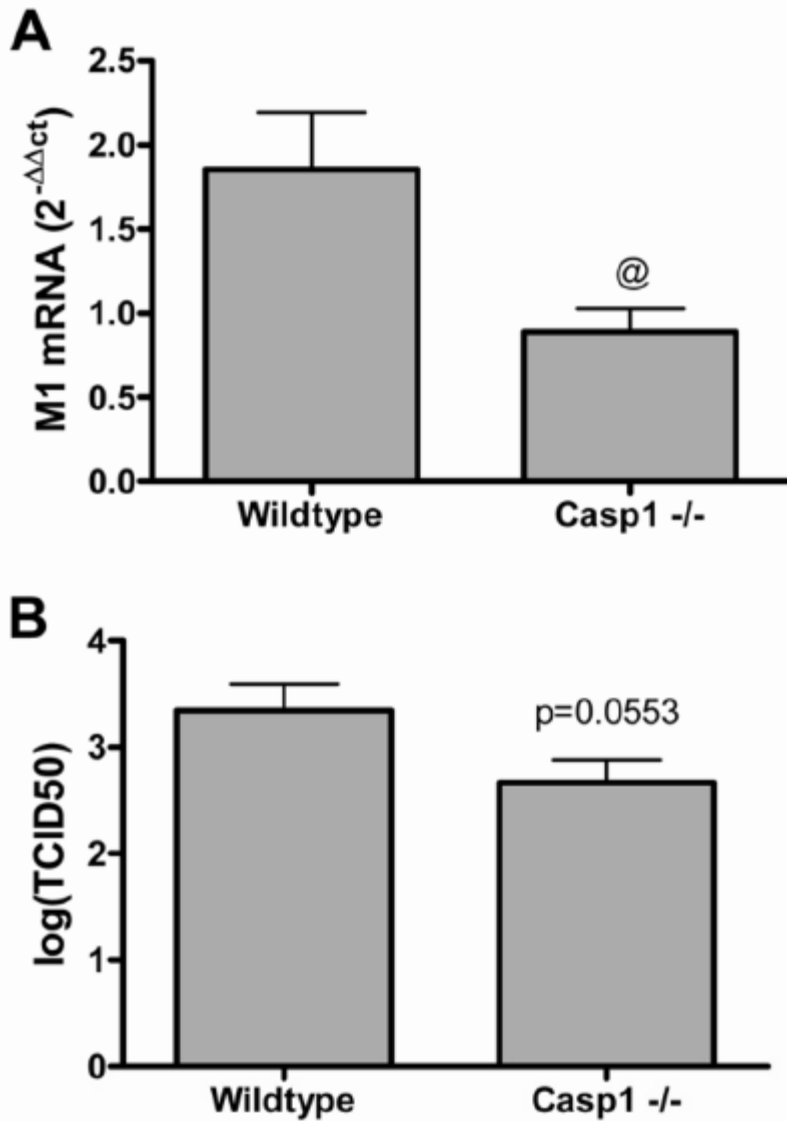 A
M1 mRNA (2^-ΔΔct)
2.5
2.0
1.5
1.0
0.5
0.0
@
Wildtype
Casp1 -/-
B
log(TCID50)
4
3
2
1
0
p=0.0553
Wildtype
Casp1 -/-